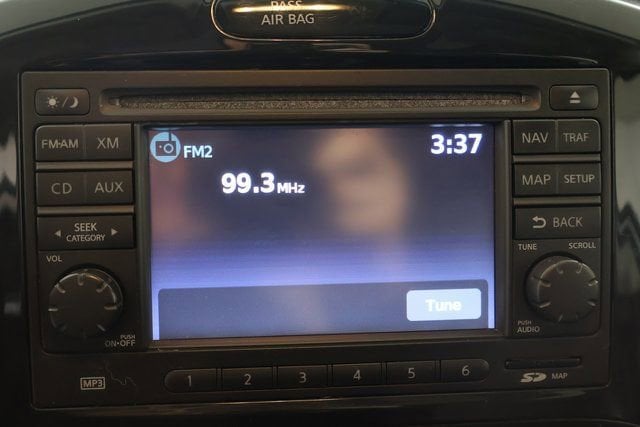 PASS
AIR BAG
FM2
3:37
99.3 MHz
Tune
FM•AM
XM
CD
AUX
SEEK
CATEGORY
VOL
PUSH
ON•OFF
MP3
1 2 3 4 5 6
NAV
TRAF
MAP
SETUP
BACK
TUNE
SCROLL
PUSH
AUDIO
SD MAP